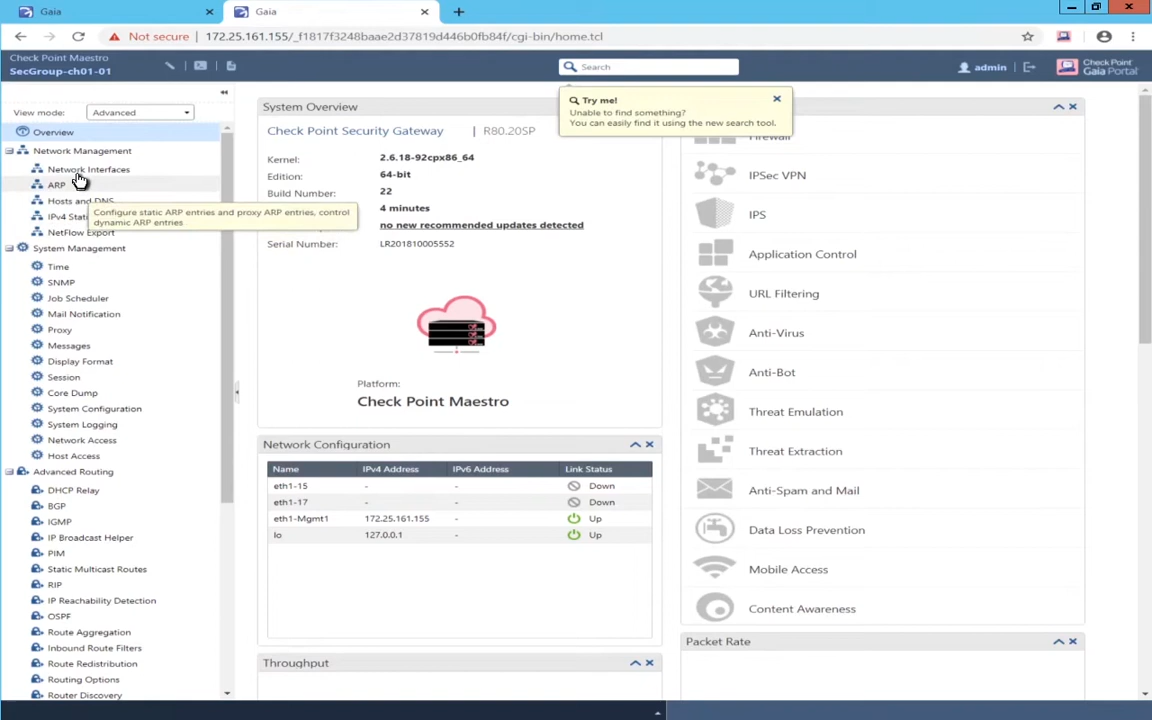 Gaia
Gaia
Not secure | 172.25.161.155/_f1817f3248baae2d37819d446b0fb84f/cgi-bin/home.tcl
Check Point Maestro
SecGroup-ch01-01
Search
admin
Check Point
Gaia Portal
View mode: Advanced
Overview
Network Management
Network Interfaces
ARP
Hosts and DNS
IPv4 Stati
NetFlow Export
Configure static ARP entries and proxy ARP entries, control
dynamic ARP entries
System Management
Time
SNMP
Job Scheduler
Mail Notification
Proxy
Messages
Display Format
Session
Core Dump
System Configuration
System Logging
Network Access
Host Access
Advanced Routing
DHCP Relay
BGP
IGMP
IP Broadcast Helper
PIM
Static Multicast Routes
RIP
IP Reachability Detection
OSPF
Route Aggregation
Inbound Route Filters
Route Redistribution
Routing Options
Router Discovery
System Overview
Check Point Security Gateway | R80.20SP
Kernel: 2.6.18-92cpx86_64
Edition: 64-bit
Build Number: 22
4 minutes
no new recommended updates detected
Serial Number: LR201810005552
Platform:
Check Point Maestro
Network Configuration
Name IPv4 Address IPv6 Address Link Status
eth1-15 - - Down
eth1-17 - - Down
eth1-Mgmt1 172.25.161.155 - Up
lo 127.0.0.1 - Up
Throughput
Try me!
Unable to find something?
You can easily find it using the new search tool.
Firewall
IPSec VPN
IPS
Application Control
URL Filtering
Anti-Virus
Anti-Bot
Threat Emulation
Threat Extraction
Anti-Spam and Mail
Data Loss Prevention
Mobile Access
Content Awareness
Packet Rate